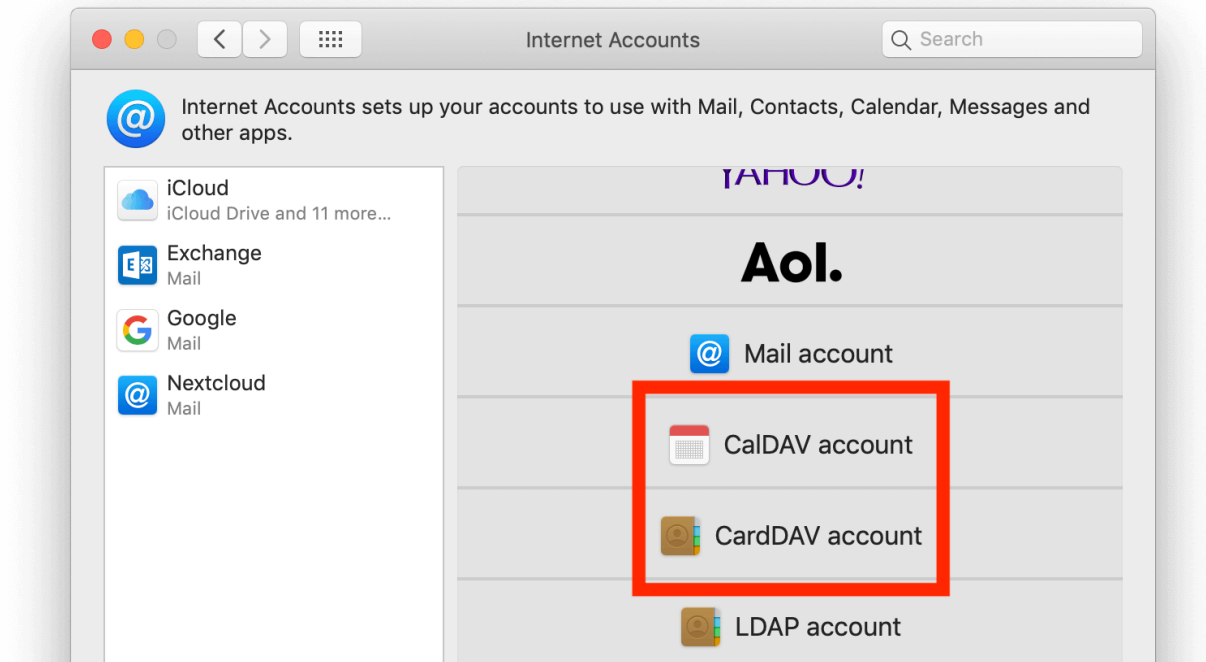 Internet Accounts
Search
Internet Accounts sets up your accounts to use with Mail, Contacts, Calendar, Messages and
other apps.
iCloud
iCloud Drive and 11 more...
Exchange
Mail
Google
Mail
Nextcloud
Mail
YAHOO!
Aol.
Mail account
CalDAV account
CardDAV account
LDAP account